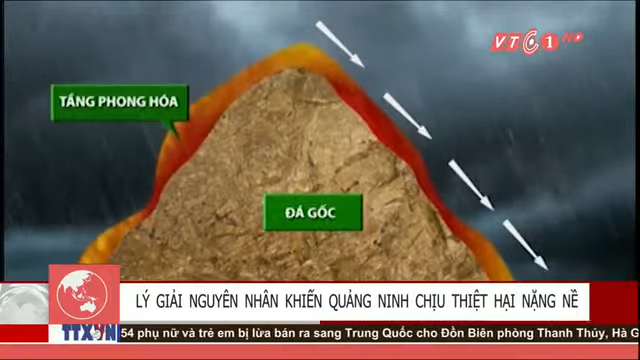 VTC1 HD
TẦNG PHONG HÓA
ĐÁ GỐC
LÝ GIẢI NGUYÊN NHÂN KHIẾN QUẢNG NINH CHỊU THIỆT HẠI NẶNG NỀ
TTXVN 54 phụ nữ và trẻ em bị lừa bán ra sang Trung Quốc cho Đồn Biên phòng Thanh Thủy, Hà G